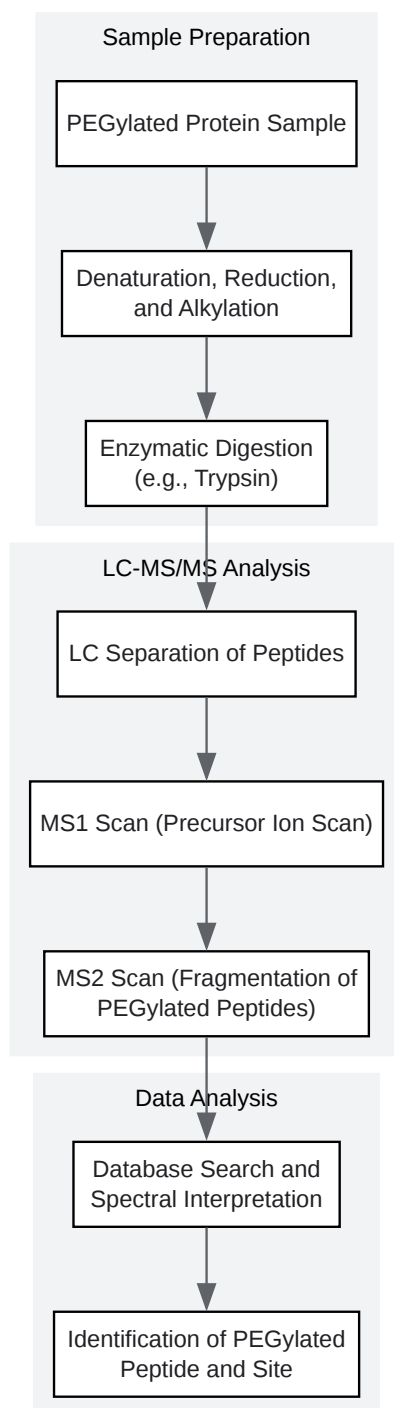 Sample Preparation
PEGylated Protein Sample
Denaturation, Reduction,
and Alkylation
Enzymatic Digestion
(e.g., Trypsin)
LC-MS/MS Analysis
LC Separation of Peptides
MS1 Scan (Precursor Ion Scan)
MS2 Scan (Fragmentation of
PEGylated Peptides)
Data Analysis
Database Search and
Spectral Interpretation
Identification of PEGylated
Peptide and Site